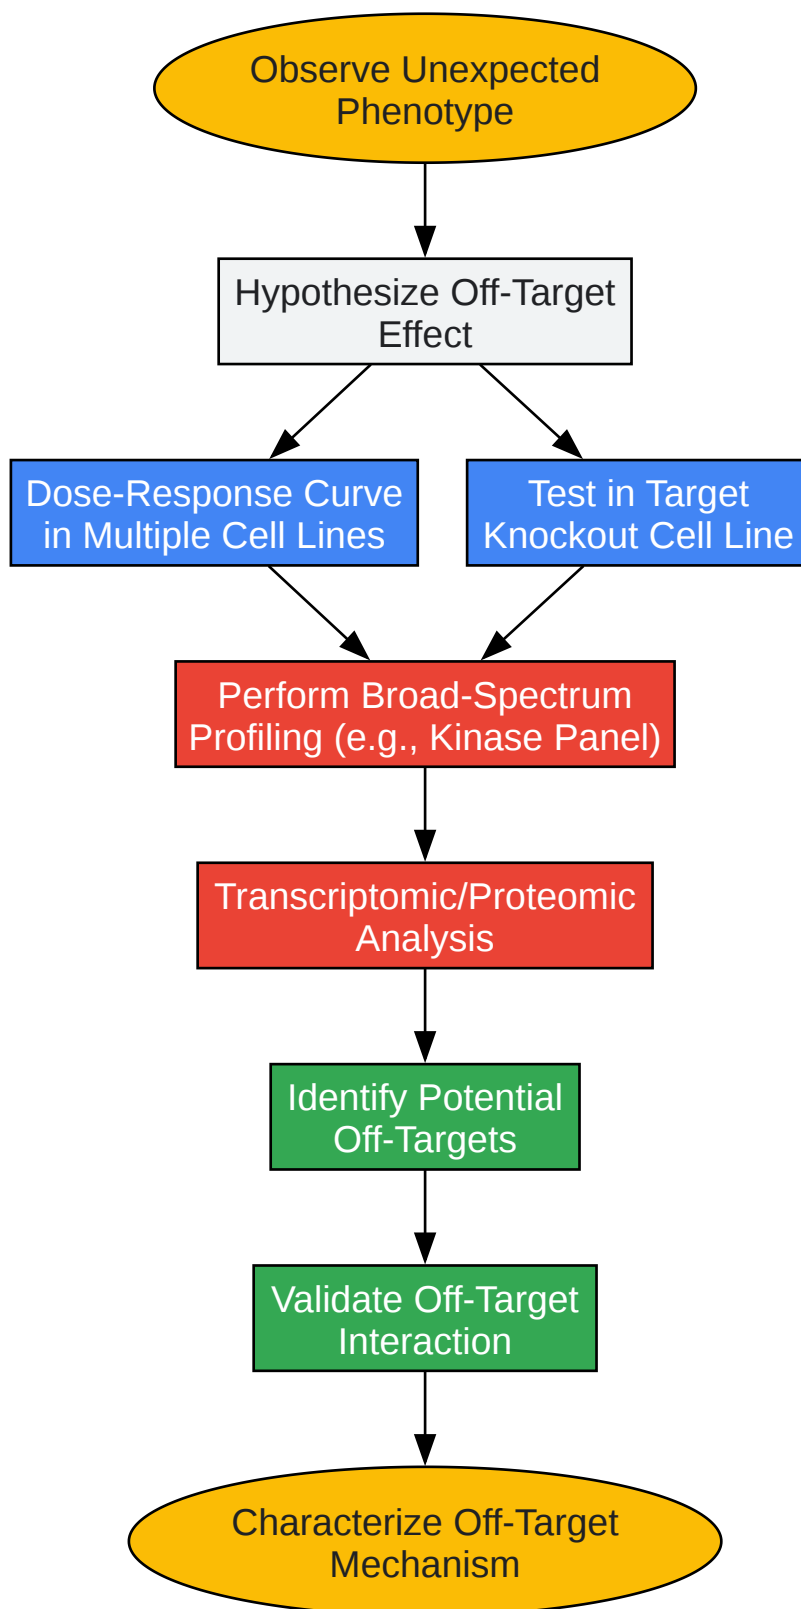 Observe Unexpected
Phenotype
Hypothesize Off-Target
Effect
Dose-Response Curve
in Multiple Cell Lines
Test in Target
Knockout Cell Line
Perform Broad-Spectrum
Profiling (e.g., Kinase Panel)
Transcriptomic/Proteomic
Analysis
Identify Potential
Off-Targets
Validate Off-Target
Interaction
Characterize Off-Target
Mechanism